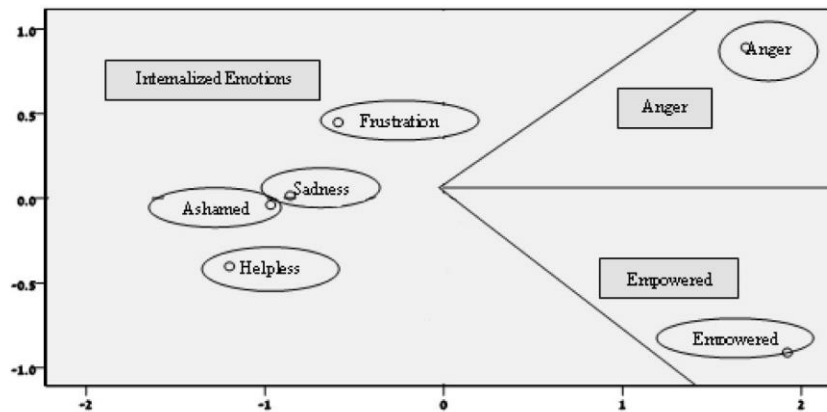 1.0
Anger
Internalized Emotions
0.5
Frustration
Anger
Sadness
0.0
Ashamed
Helpless
-0.5
Empowered
Empowered
-1.0
-2
-1
0
1
2